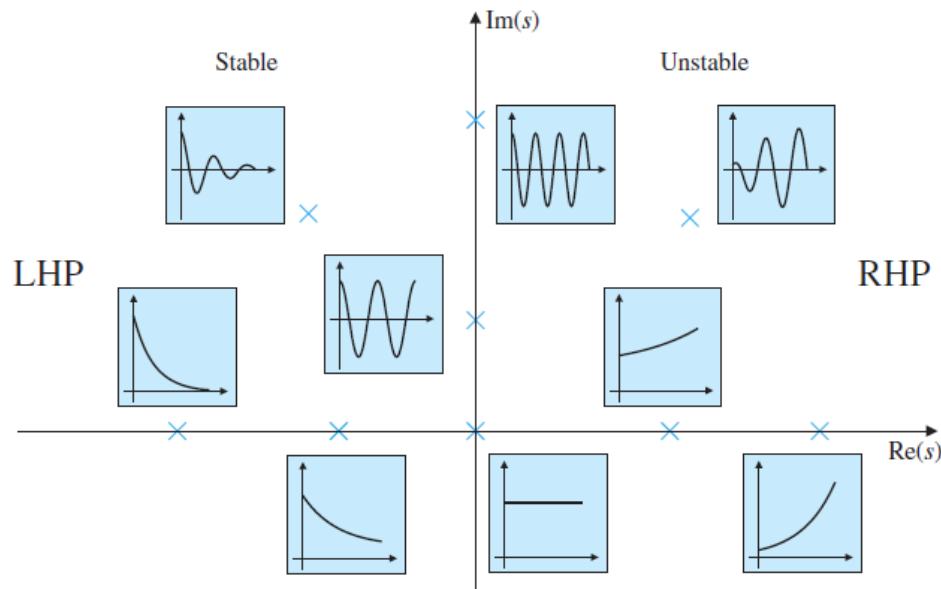 Im(s)
Stable
Unstable
LHP
RHP
Re(s)